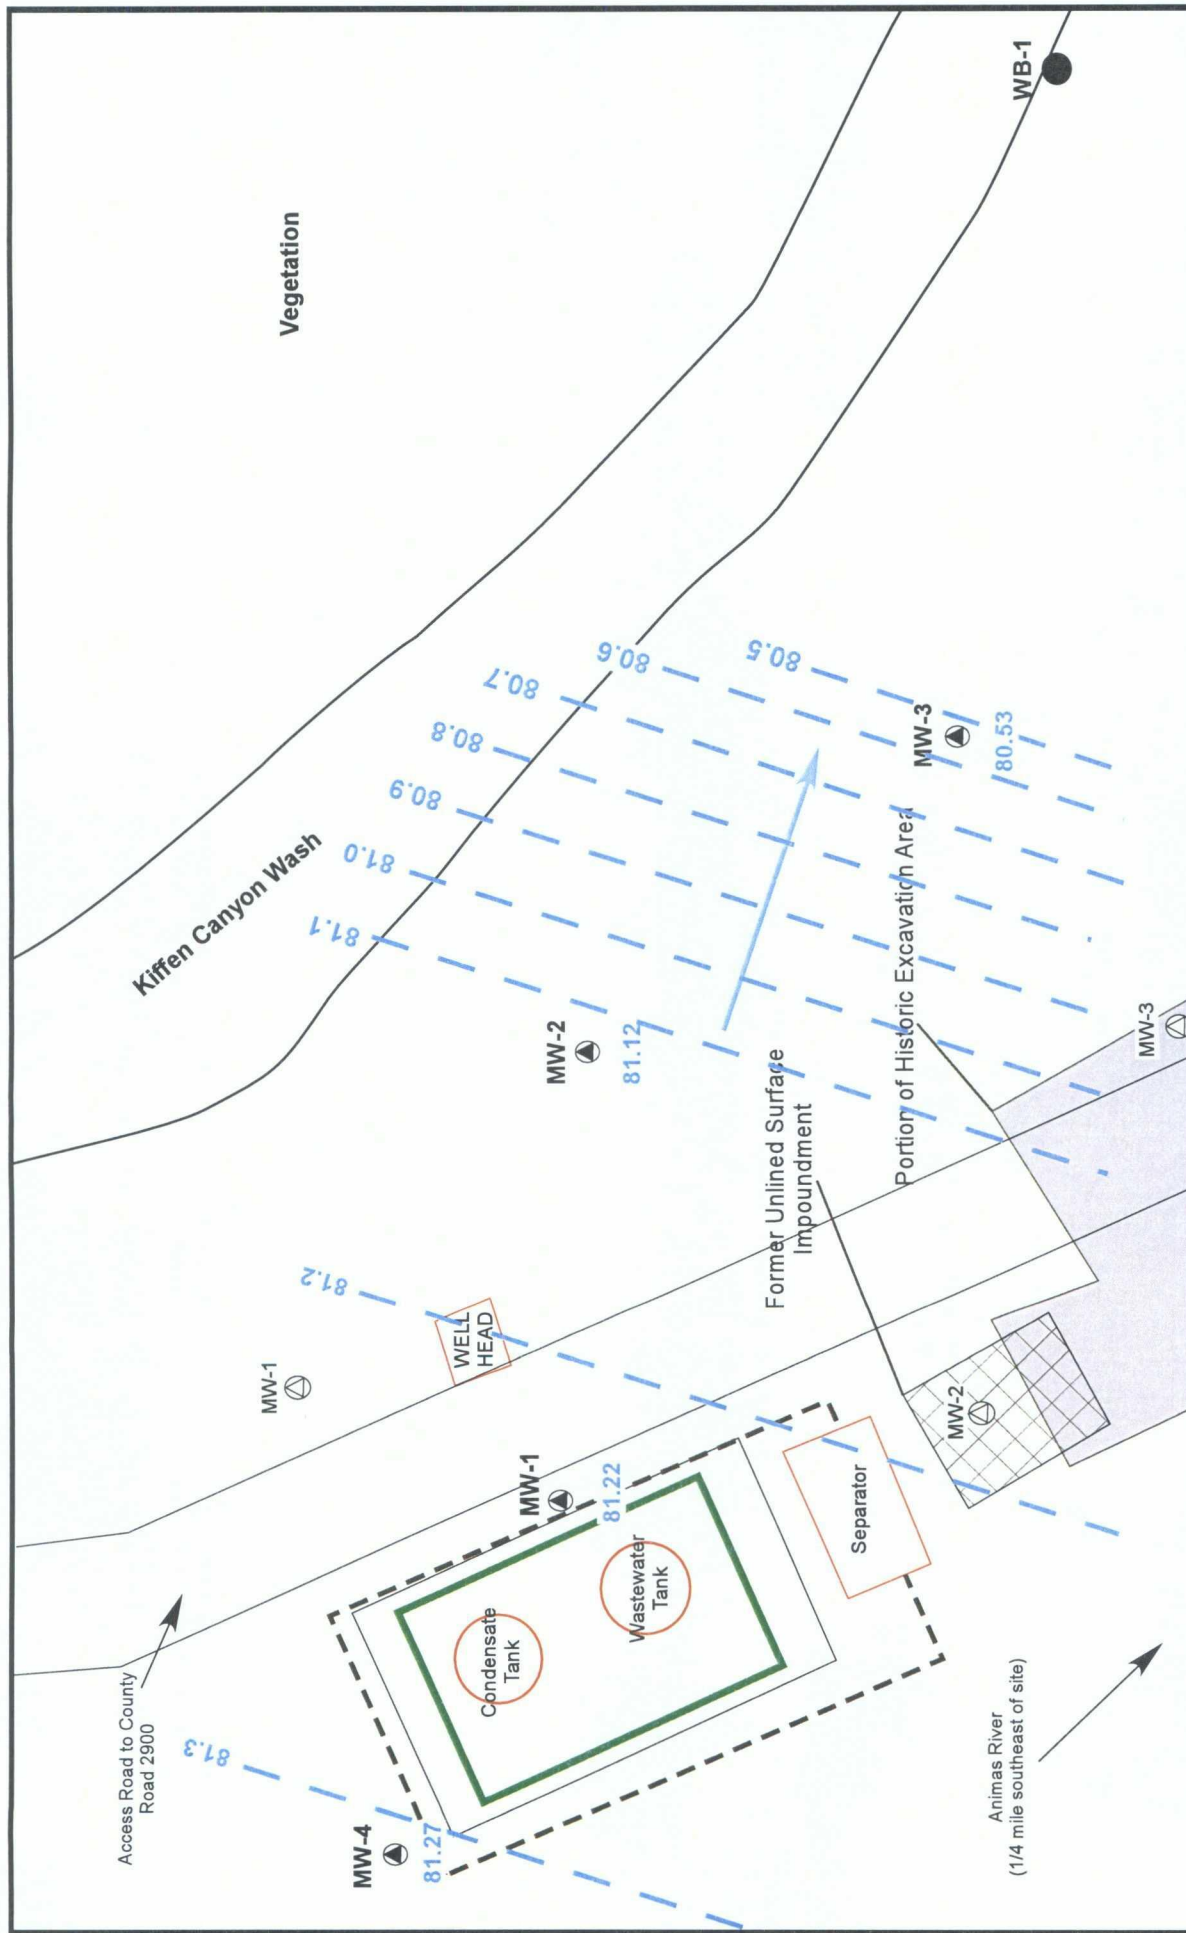 Vegetation
WB-1
Kiffen Canyon Wash
81.1
81.0
80.9
80.8
80.7
80.6
80.5
MW-2
81.12
MW-3
80.53
Former Unlined Surface
Impoundment
Portion of Historic Excavation Area
MW-3
81.2
WELL
HEAD
MW-1
MW-2
MW-1
81.22
Separator
Condensate
Tank
Wastewater
Tank
Access Road to County
Road 2900
81.3
MW-4
81.27
Animas River
(1/4 mile southeast of site)